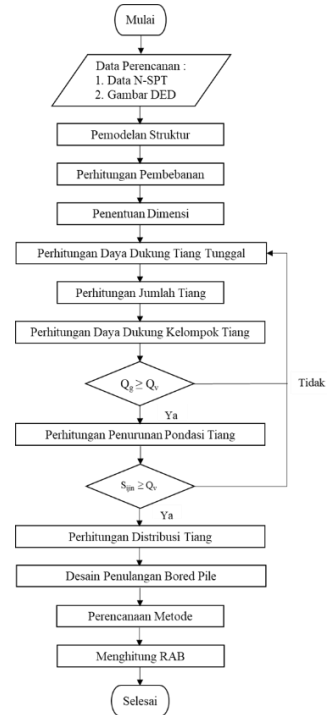 Mulai
Data Perencanan :
1. Data N-SPT
2. Gambar DED
Pemodelan Struktur
Perhitungan Pembebanan
Penentuan Dimensi
Perhitungan Daya Dukung Tiang Tunggal
Perhitungan Jumlah Tiang
Perhitungan Daya Dukung Kelompok Tiang
Qg ≥ Qv
Tidak
Ya
Perhitungan Penurunan Pondasi Tiang
Sijin ≥ Qv
Ya
Perhitungan Distribusi Tiang
Desain Penulangan Bored Pile
Perencanaan Metode
Menghitung RAB
Selesai